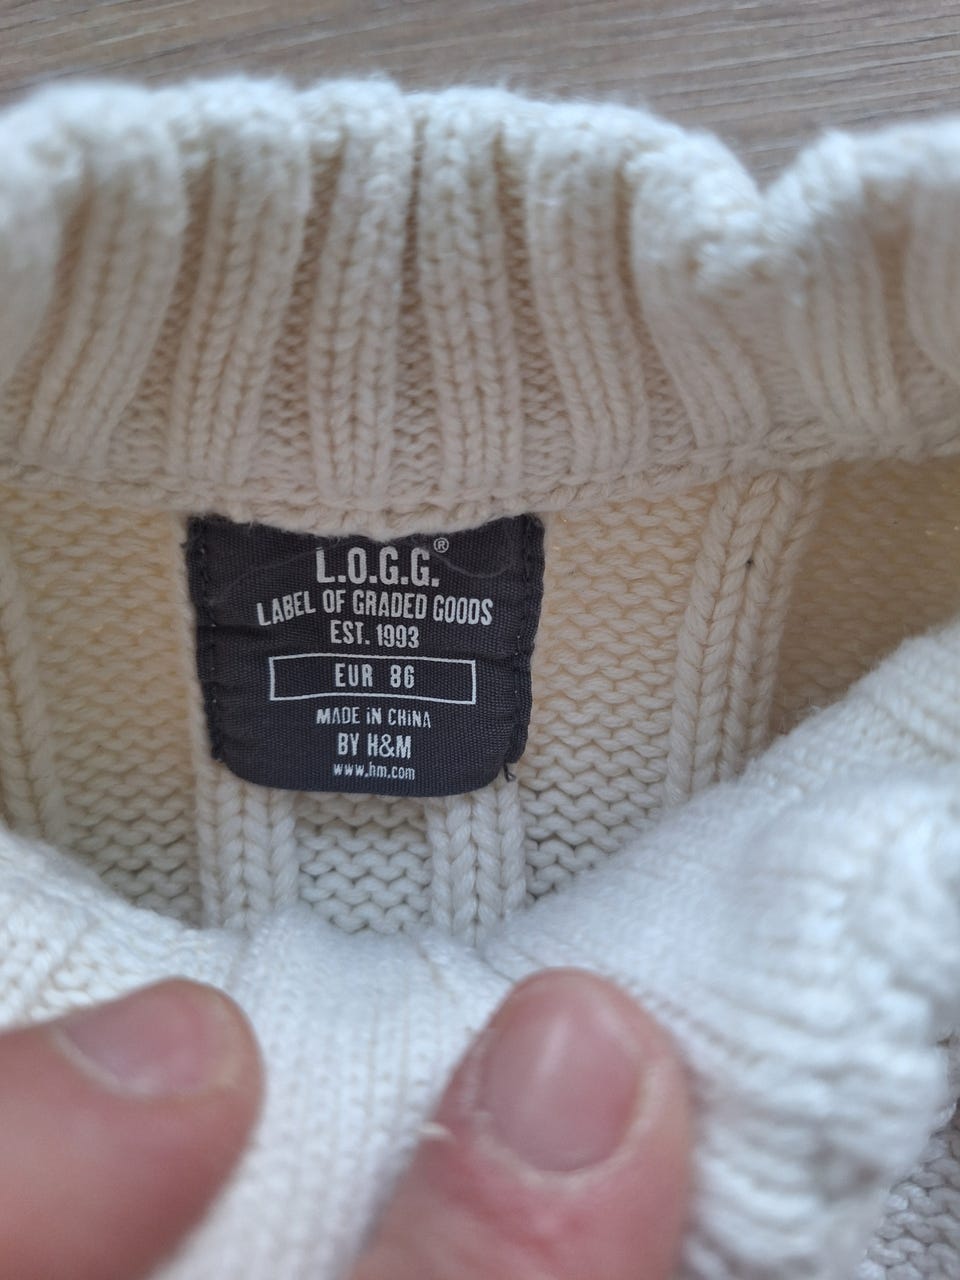 L.O.G.G.®
LABEL OF GRADED GOODS
EST. 1993
EUR 86
MADE IN CHINA
BY H&M
www.hm.com